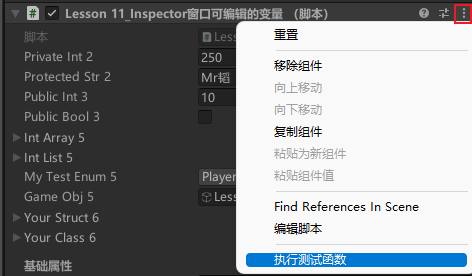 Lesson 11_Inspector窗口可编辑的变量 （脚本）
脚本
Less
Private Int 2
250
Protected Str 2
Mr韬
Public Int 3
10
Public Bool 3
Int Array 5
Int List 5
My Test Enum 5
Player
Game Obj 5
Less
Your Struct 6
Your Class 6
基础属性
重置
移除组件
向上移动
向下移动
复制组件
粘贴为新组件
粘贴组件值
Find References In Scene
编辑脚本
执行测试函数